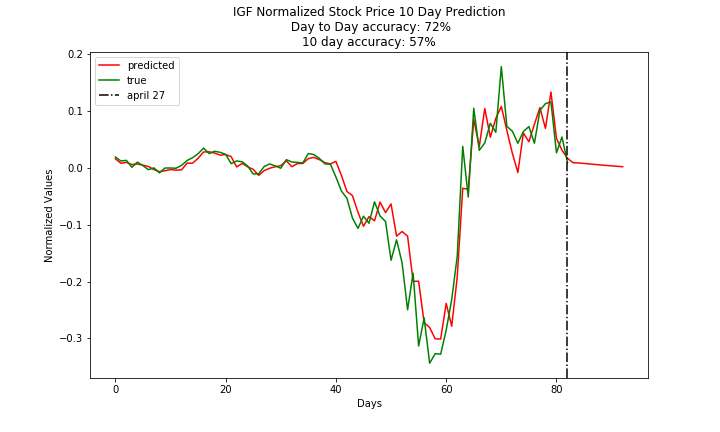 IGF Normalized Stock Price 10 Day Prediction
Day to Day accuracy: 72%
10 day accuracy: 57%
predicted
true
april 27
0.2
0.1
0.0
−0.1
−0.2
−0.3
Normalized Values
0 20 40 60 80
Days